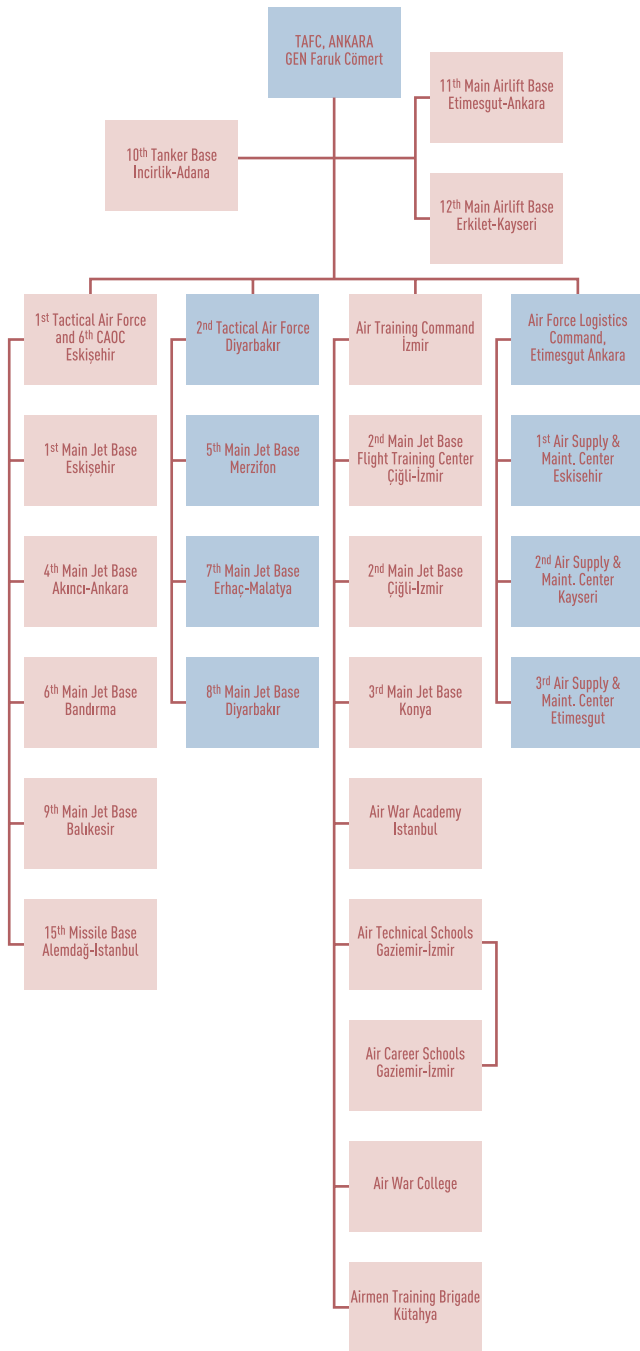 TAFC, ANKARA
GEN Faruk Cömert
11th Main Airlift Base
Etimesgut-Ankara
10th Tanker Base
İncirlik-Adana
12th Main Airlift Base
Erkilet-Kayseri
1st Tactical Air Force
and 6th CAOC
Eskişehir
1st Main Jet Base
Eskişehir
4th Main Jet Base
Akıncı-Ankara
6th Main Jet Base
Bandırma
9th Main Jet Base
Balıkesir
15th Missile Base
Alemdağ-İstanbul
2nd Tactical Air Force
Diyarbakır
5th Main Jet Base
Merzifon
7th Main Jet Base
Erhaç-Malatya
8th Main Jet Base
Diyarbakır
Air Training Command
İzmir
2nd Main Jet Base
Flight Training Center
Çiğli-İzmir
2nd Main Jet Base
Çiğli-İzmir
3rd Main Jet Base
Konya
Air War Academy
İstanbul
Air Technical Schools
Gaziemir-İzmir
Air Career Schools
Gaziemir-İzmir
Air War College
Airmen Training Brigade
Kütahya
Air Force Logistics
Command,
Etimesgut Ankara
1st Air Supply &
Maint. Center
Eskisehir
2nd Air Supply &
Maint. Center
Kayseri
3rd Air Supply &
Maint. Center
Etimesgut